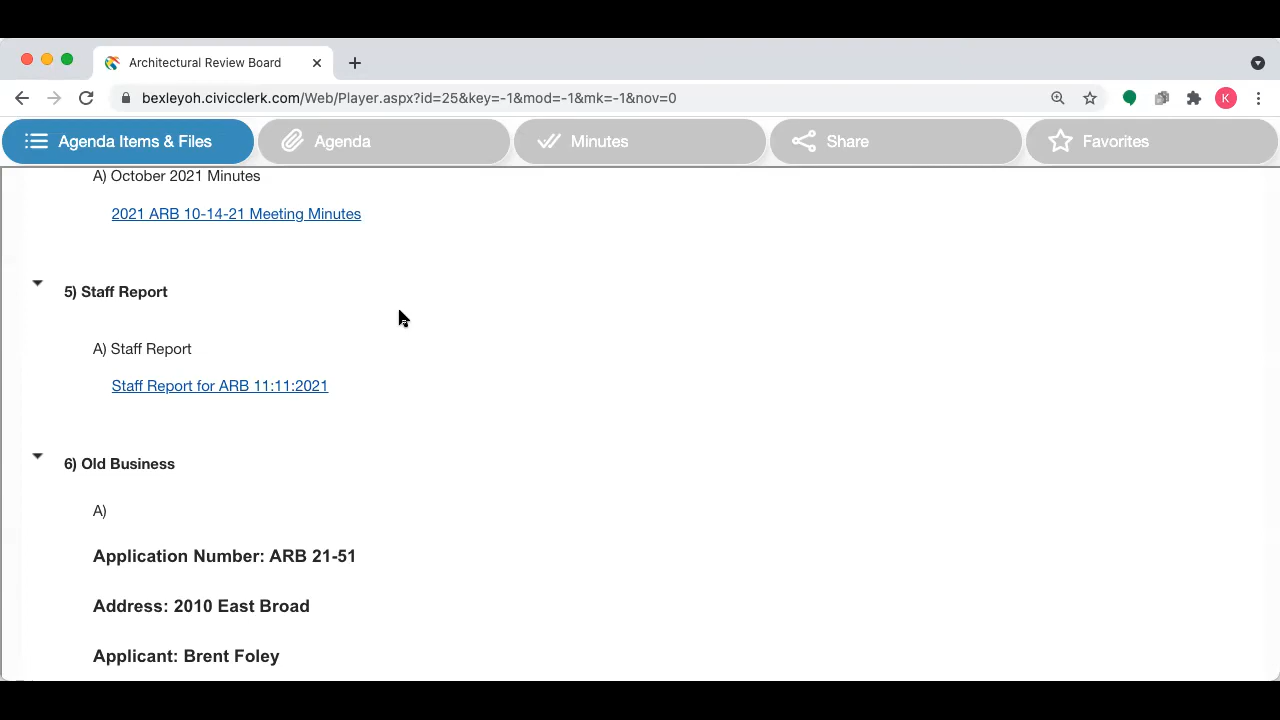 Architectural Review Board
bexleyoh.civicclerk.com/Web/Player.aspx?id=25&key=-1&mod=-1&mk=-1&nov=0
K
Agenda Items & Files
Agenda
Minutes
Share
Favorites
A) October 2021 Minutes
2021 ARB 10-14-21 Meeting Minutes
5) Staff Report
A) Staff Report
Staff Report for ARB 11:11:2021
6) Old Business
A)
Application Number: ARB 21-51
Address: 2010 East Broad
Applicant: Brent Foley